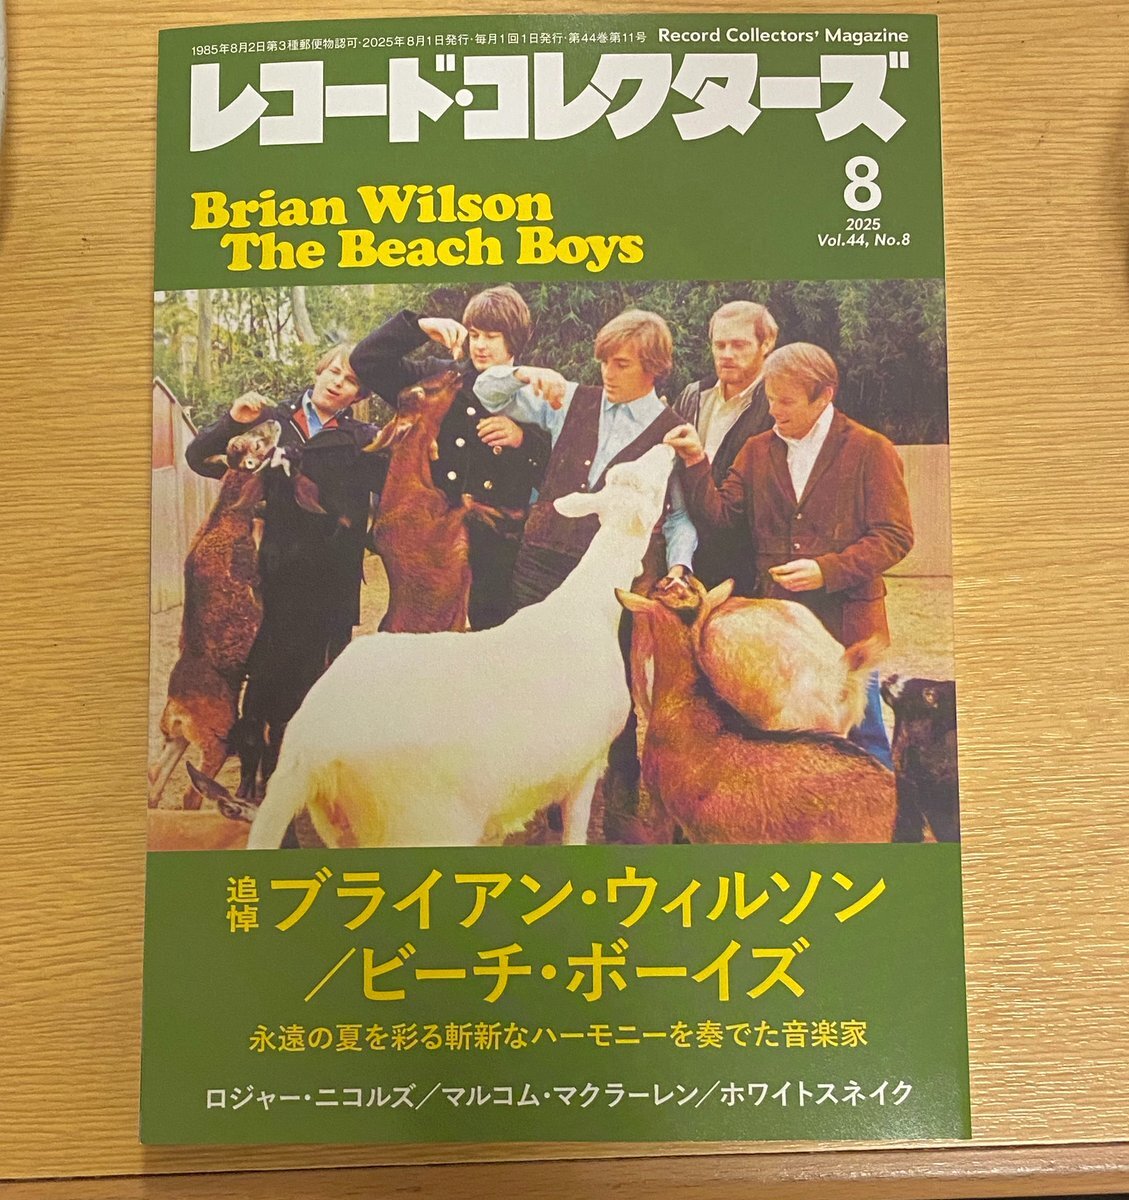 1985年8月2日第3種郵便物認可・2025年8月1日発行・毎月1回1日発行・第44巻第11号 Record Collectors' Magazine
レコード・コレクターズ
8
2025
Vol.44, No.8
Brian Wilson
The Beach Boys
追悼 ブライアン・ウィルソン
/ビーチ・ボーイズ
永遠の夏を彩る斬新なハーモニーを奏でた音楽家
ロジャー・ニコルズ/マルコム・マクラーレン/ホワイトスネイク